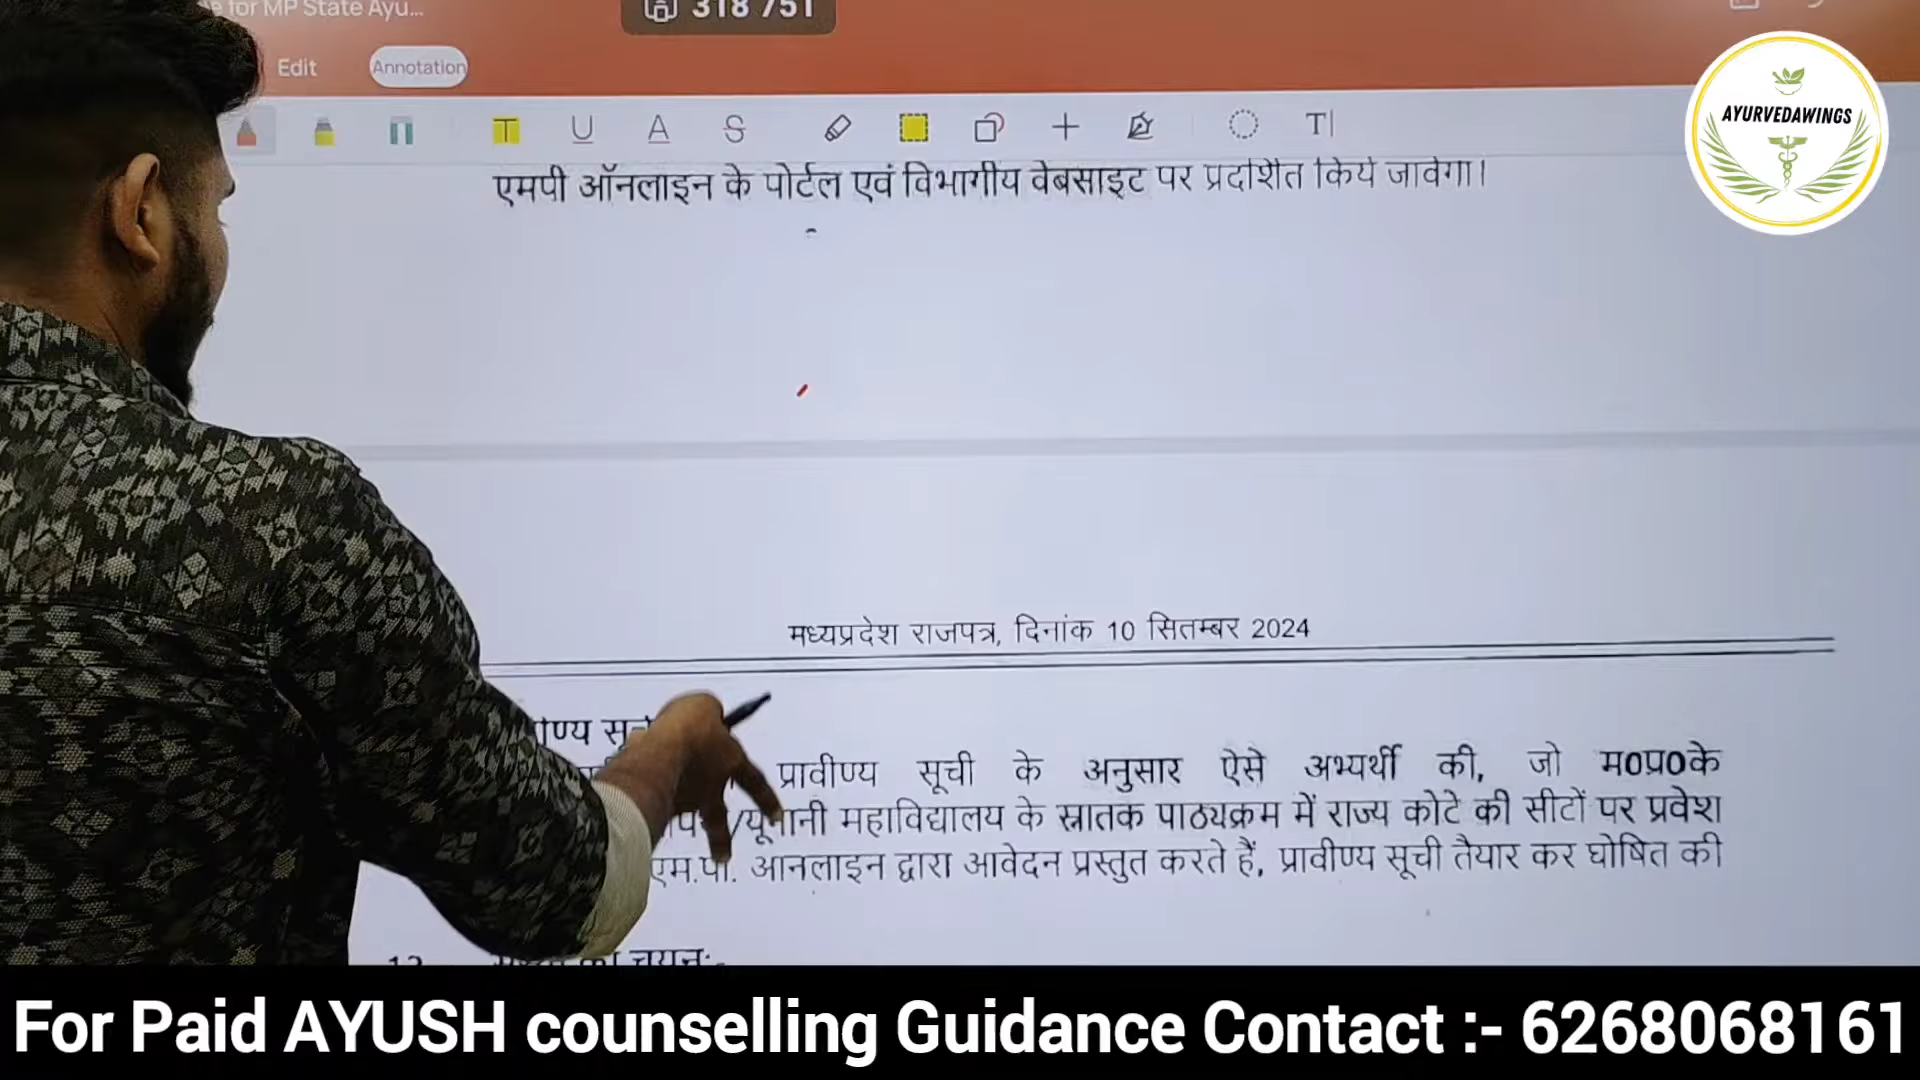 for MP State Ayu...
318 751
Edit
Annotation
T U A S T
AYURVEDAWINGS
एमपी ऑनलाइन के पोर्टल एवं विभागीय वेबसाइट पर प्रदर्शित किये जावेगा।
मध्यप्रदेश राजपत्र, दिनांक 10 सितम्बर 2024
प्रावीण्य सूची के अनुसार ऐसे अभ्यर्थी की, जो म0प्र0के
महाविद्यालय के स्नातक पाठ्यक्रम में राज्य कोटे की सीटों पर प्रवेश
एम.पी. आनलाइन द्वारा आवेदन प्रस्तुत करते हैं, प्रावीण्य सूची तैयार कर घोषित की
चयन:-
For Paid AYUSH counselling Guidance Contact :- 6268068161